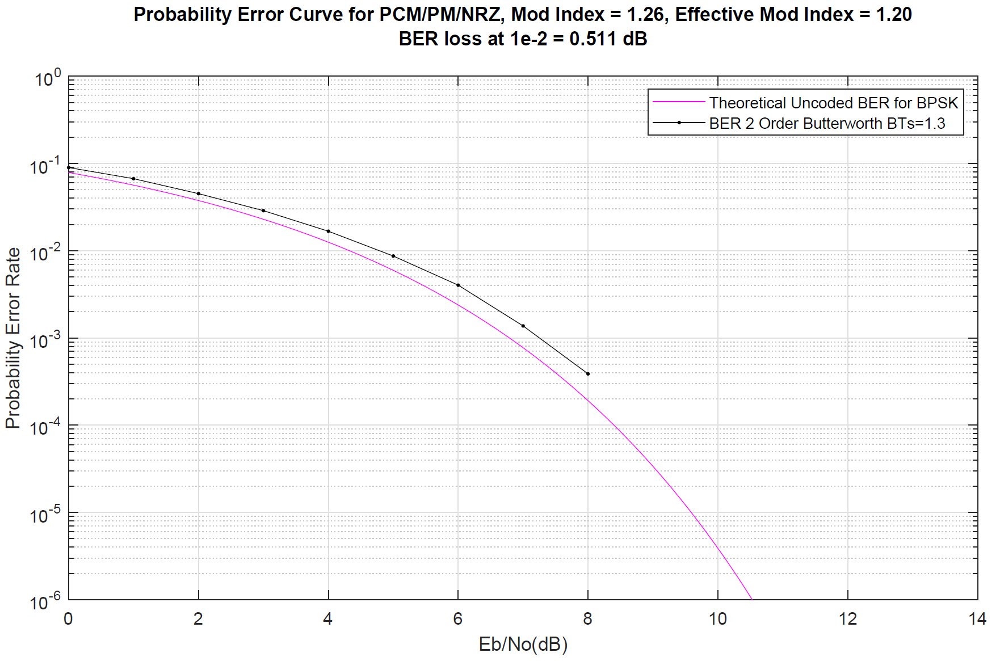 Probability Error Curve for PCM/PM/NRZ, Mod Index = 1.26, Effective Mod Index = 1.20
BER loss at 1e-2 = 0.511 dB
Theoretical Uncoded BER for BPSK
BER 2 Order Butterworth BTs=1.3
Probability Error Rate
10^0
10^-1
10^-2
10^-3
10^-4
10^-5
10^-6
0 2 4 6 8 10 12 14
Eb/No(dB)